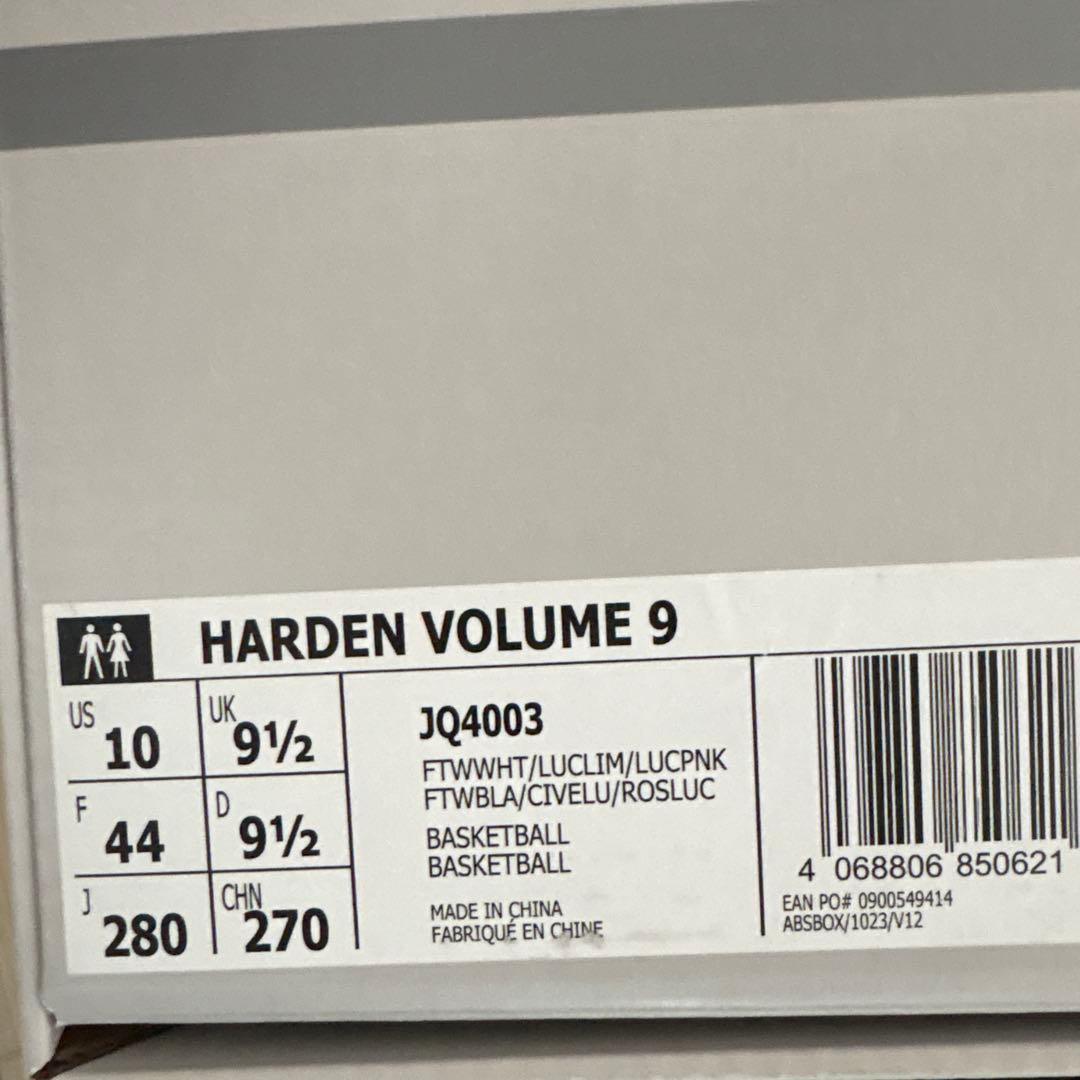 HARDEN VOLUME 9
US 10
UK 9½
F 44
D 9½
J 280
CHN 270
JQ4003
FTWWHT/LUCLIM/LUCPNK
FTWBLA/CIVELU/ROSLUC
BASKETBALL
BASKETBALL
MADE IN CHINA
FABRIQUÉ EN CHINE
4 068806 850621
EAN PO# 0900549414
ABSBOX/1023/V12